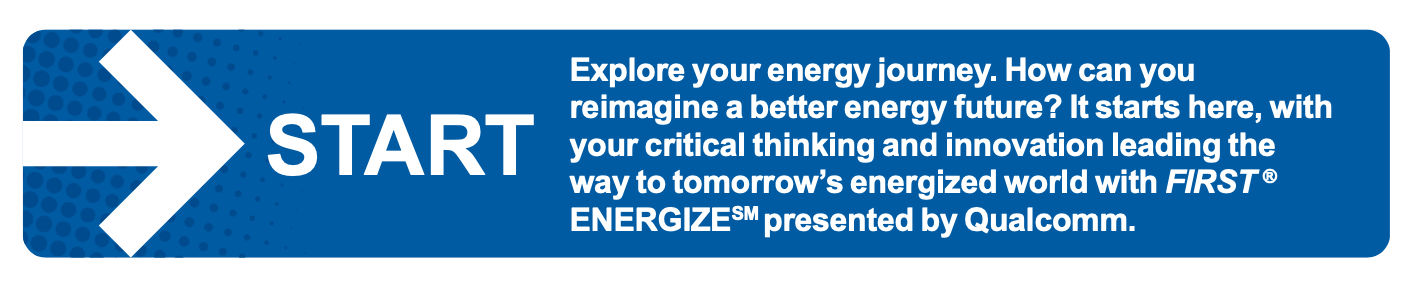 START
Explore your energy journey. How can you
reimagine a better energy future? It starts here, with
your critical thinking and innovation leading the
way to tomorrow’s energized world with FIRST ®
ENERGIZE℠ presented by Qualcomm.